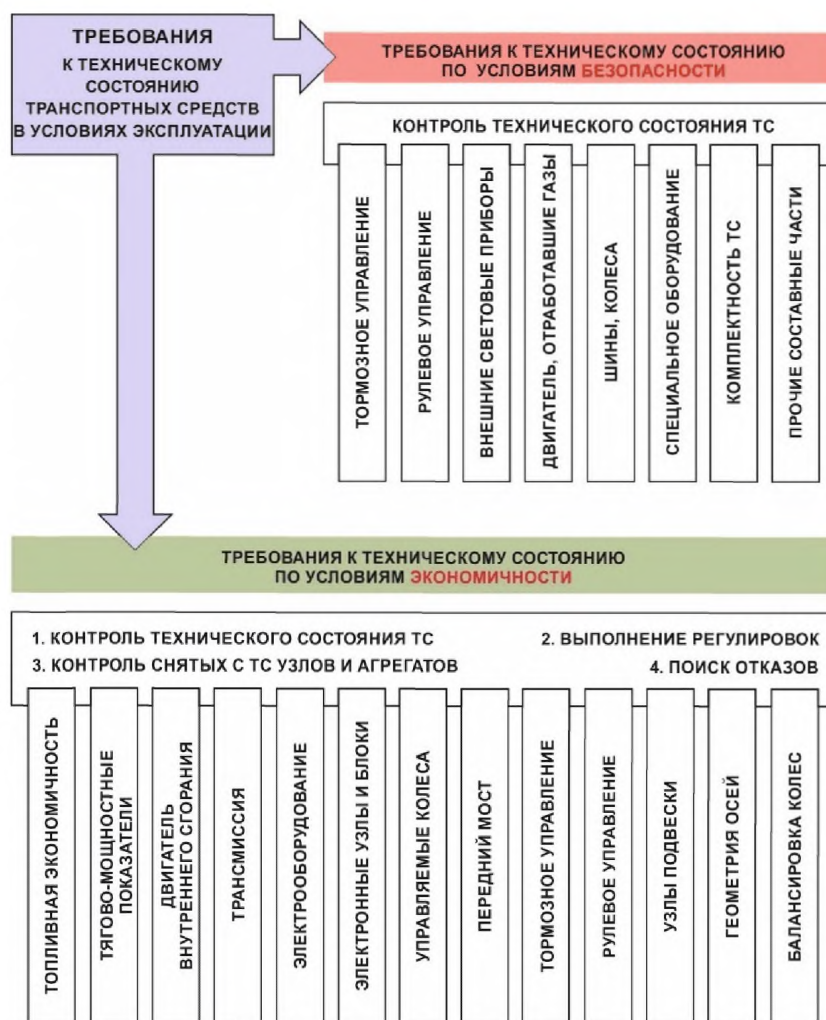 ТРЕБОВАНИЯ
К ТЕХНИЧЕСКОМУ
СОСТОЯНИЮ
ТРАНСПОРТНЫХ СРЕДСТВ
В УСЛОВИЯХ ЭКСПЛУАТАЦИИ
ТРЕБОВАНИЯ К ТЕХНИЧЕСКОМУ СОСТОЯНИЮ
ПО УСЛОВИЯМ БЕЗОПАСНОСТИ
КОНТРОЛЬ ТЕХНИЧЕСКОГО СОСТОЯНИЯ ТС
ТОРМОЗНОЕ УПРАВЛЕНИЕ
РУЛЕВОЕ УПРАВЛЕНИЕ
ВНЕШНИЕ СВЕТОВЫЕ ПРИБОРЫ
ДВИГАТЕЛЬ, ОТРАБОТАВШИЕ ГАЗЫ
ШИНЫ, КОЛЕСА
СПЕЦИАЛЬНОЕ ОБОРУДОВАНИЕ
КОМПЛЕКТНОСТЬ ТС
ПРОЧИЕ СОСТАВНЫЕ ЧАСТИ
ТРЕБОВАНИЯ К ТЕХНИЧЕСКОМУ СОСТОЯНИЮ
ПО УСЛОВИЯМ ЭКОНОМИЧНОСТИ
1. КОНТРОЛЬ ТЕХНИЧЕСКОГО СОСТОЯНИЯ ТС
2. ВЫПОЛНЕНИЕ РЕГУЛИРОВОК
3. КОНТРОЛЬ СНЯТЫХ С ТС УЗЛОВ И АГРЕГАТОВ
4. ПОИСК ОТКАЗОВ
ТОПЛИВНАЯ ЭКОНОМИЧНОСТЬ
ТЯГОВО-МОЩНОСТНЫЕ
ПОКАЗАТЕЛИ
ДВИГАТЕЛЬ
ВНУТРЕННЕГО СГОРАНИЯ
ТРАНСМИССИЯ
ЭЛЕКТРООБОРУДОВАНИЕ
ЭЛЕКТРОННЫЕ УЗЛЫ И БЛОКИ
УПРАВЛЯЕМЫЕ КОЛЕСА
ПЕРЕДНИЙ МОСТ
ТОРМОЗНОЕ УПРАВЛЕНИЕ
РУЛЕВОЕ УПРАВЛЕНИЕ
УЗЛЫ ПОДВЕСКИ
ГЕОМЕТРИЯ ОСЕЙ
БАЛАНСИРОВКА КОЛЕС